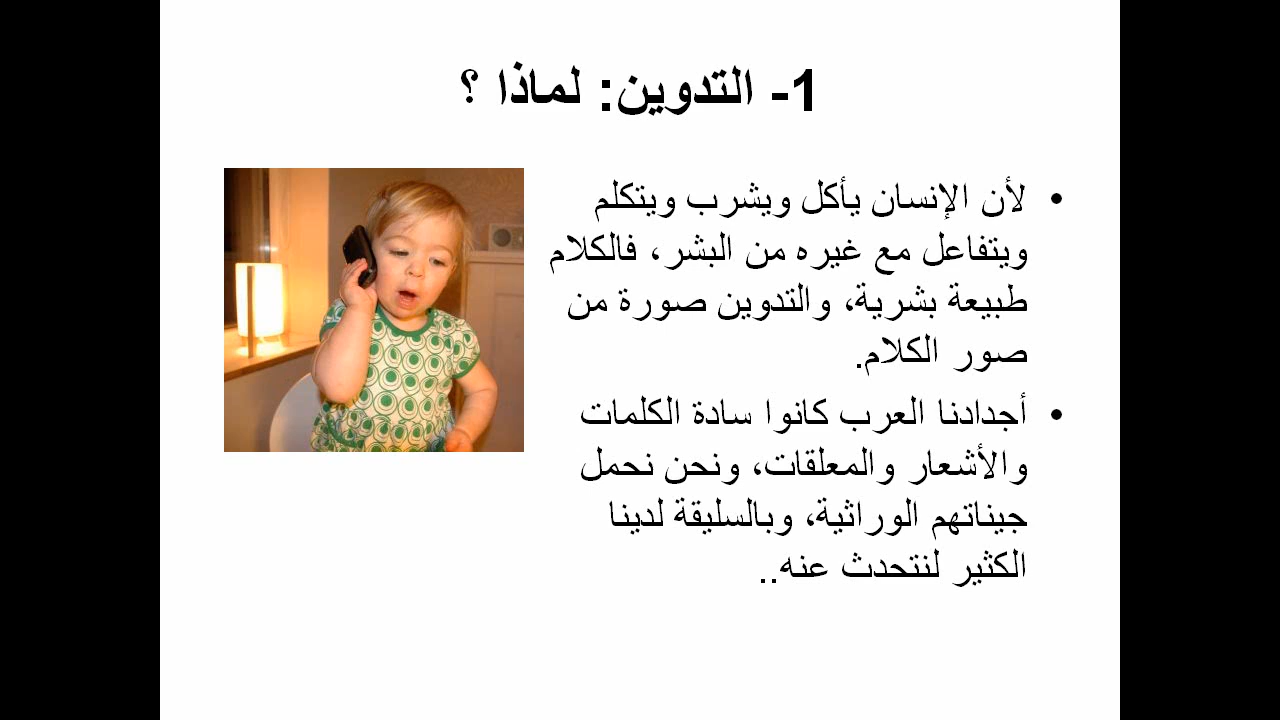 1- التدوين: لماذا ؟
• لأن الإنسان يأكل ويشرب ويتكلم
ويتفاعل مع غيره من البشر، فالكلام
طبيعة بشرية، والتدوين صورة من
صور الكلام.
• أجدادنا العرب كانوا سادة الكلمات
والأشعار والمعلقات، ونحن نحمل
جيناتهم الوراثية، وبالسليقة لدينا
الكثير لنتحدث عنه..